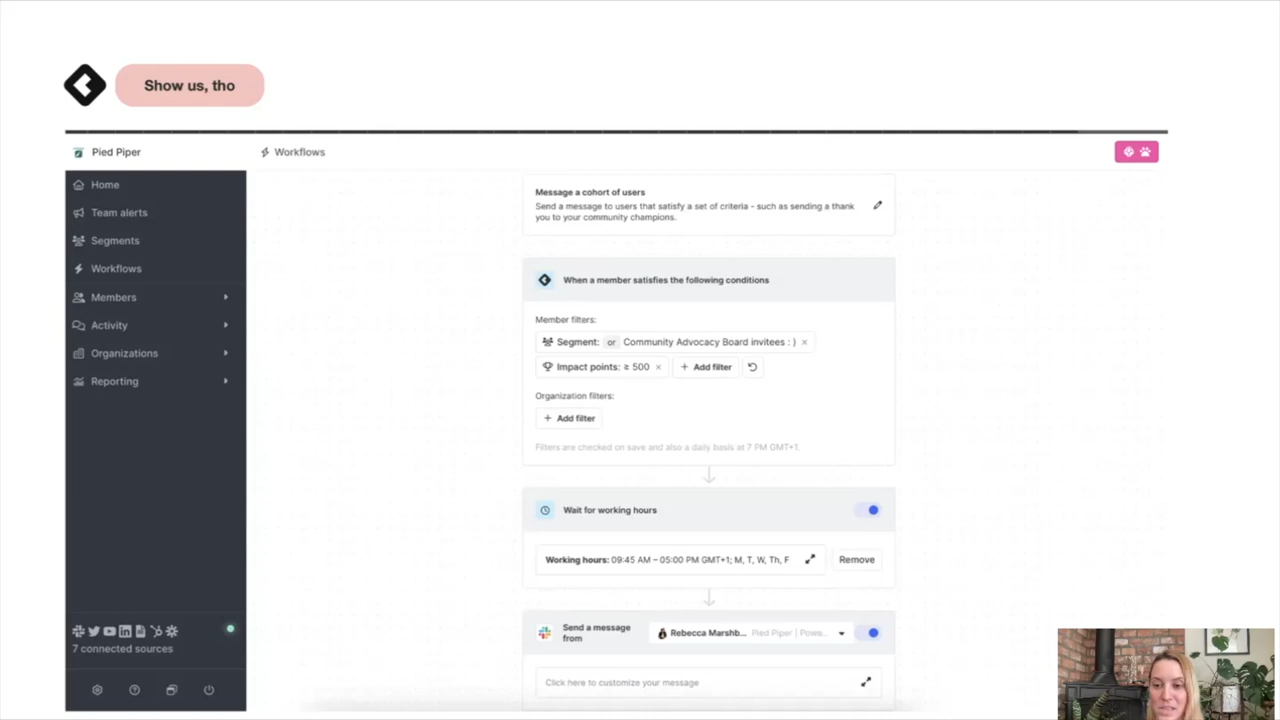 Show us, tho
Pied Piper
Workflows
Home
Team alerts
Segments
Workflows
Members
Activity
Organizations
Reporting
7 connected sources
Message a cohort of users
Send a message to users that satisfy a set of criteria - such as sending a thank
you to your community champions.
When a member satisfies the following conditions
Member filters:
Segment: or Community Advocacy Board invitees : ) ×
Impact points: ≥ 500 × + Add filter
Organization filters:
+ Add filter
Filters are checked on save and also a daily basis at 7 PM GMT+1.
Wait for working hours
Working hours: 09:45 AM – 05:00 PM GMT+1; M, T, W, Th, F
Remove
Send a message
from
Rebecca Marshb... Pied Piper | Powe...
Click here to customize your message